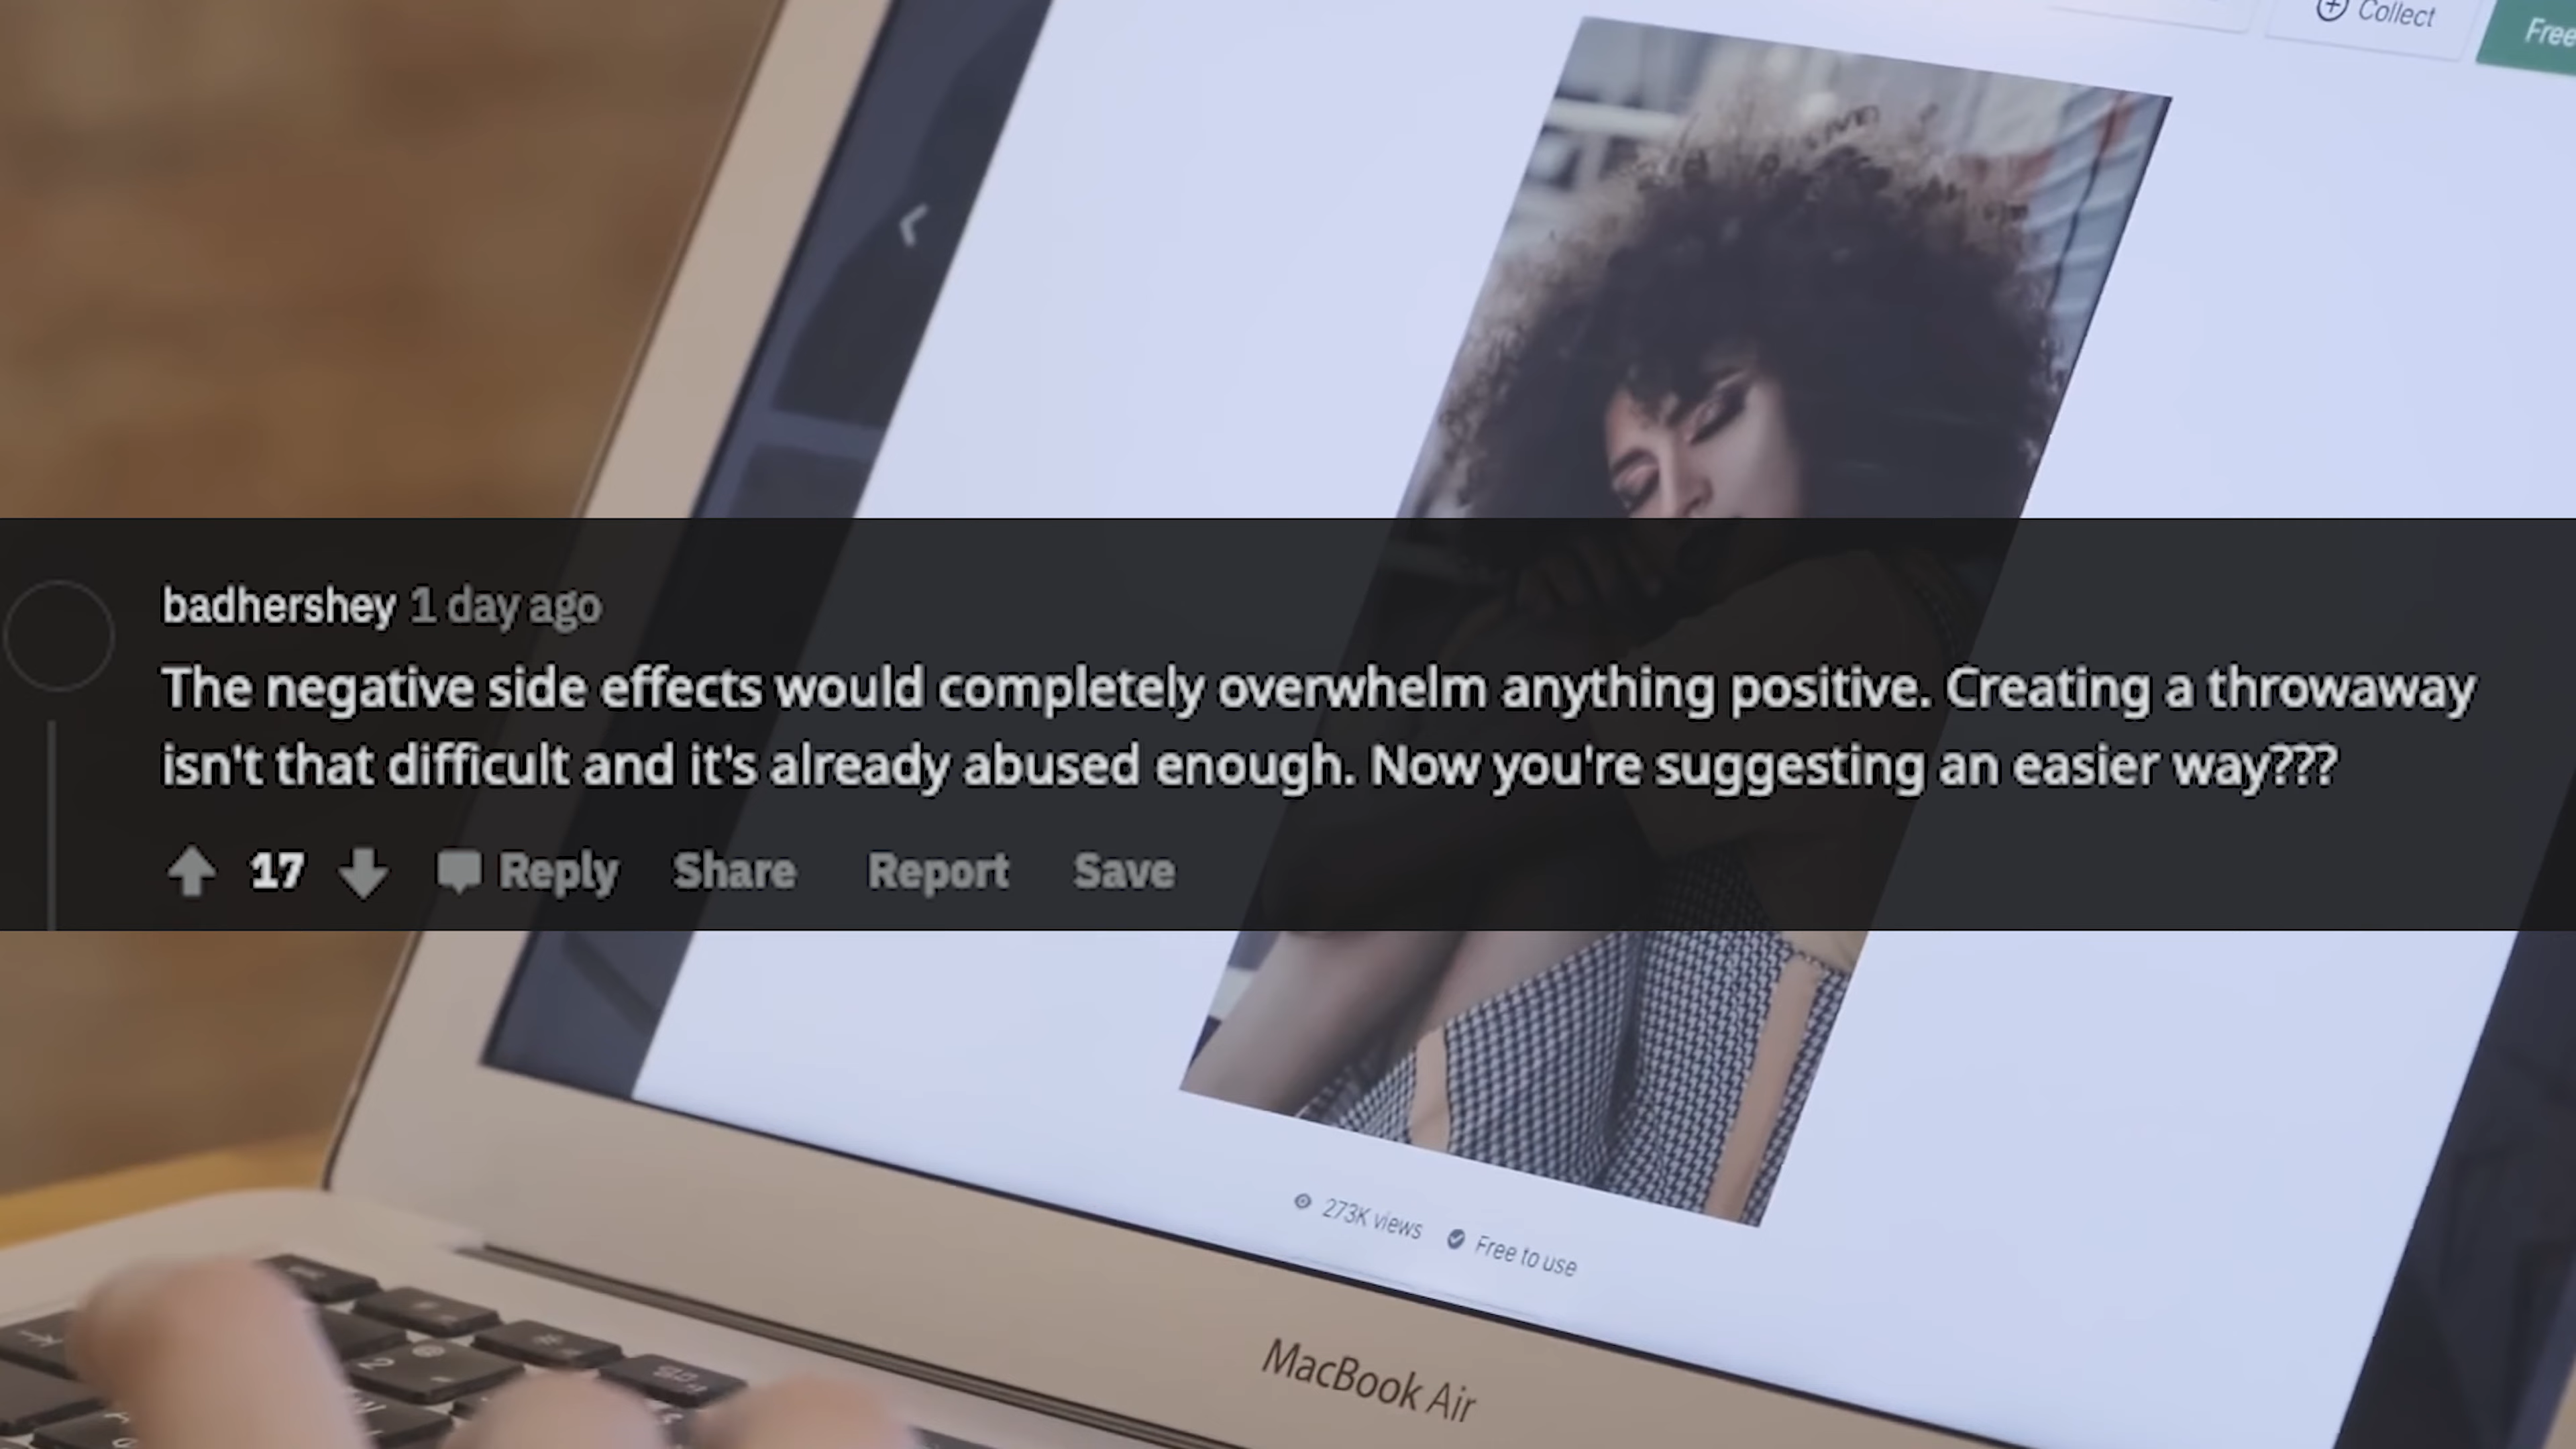 Collect
Free
badhershey 1 day ago
The negative side effects would completely overwhelm anything positive. Creating a throwaway
isn't that difficult and it's already abused enough. Now you're suggesting an easier way???
17 Reply Share Report Save
273K views Free to use
MacBook Air
2